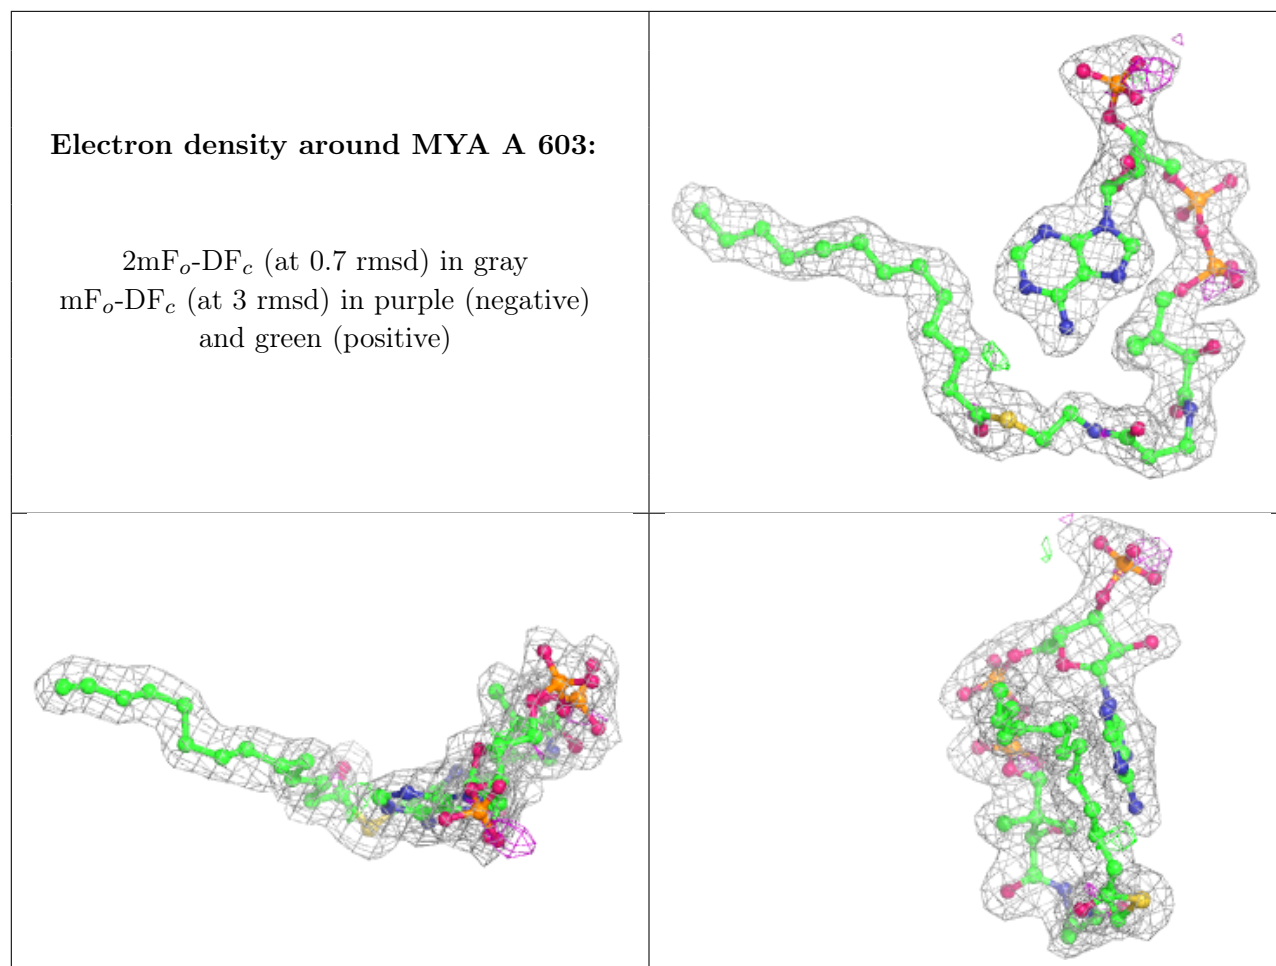 Electron density around MYA A 603:
2mFo-DFc (at 0.7 rmsd) in gray
mFo-DFc (at 3 rmsd) in purple (negative)
and green (positive)